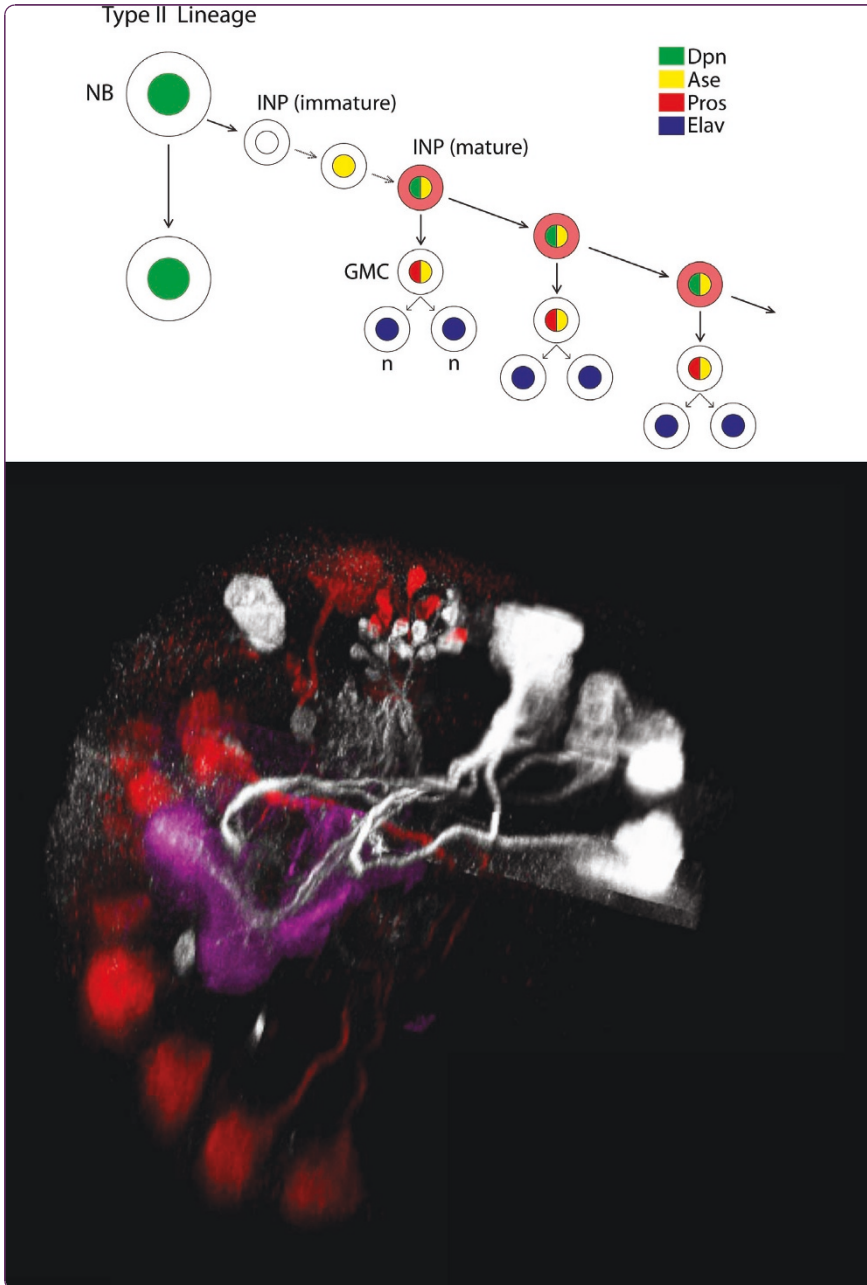 Type II Lineage
NB
INP (immature)
INP (mature)
GMC
n n
Dpn
Ase
Pros
Elav